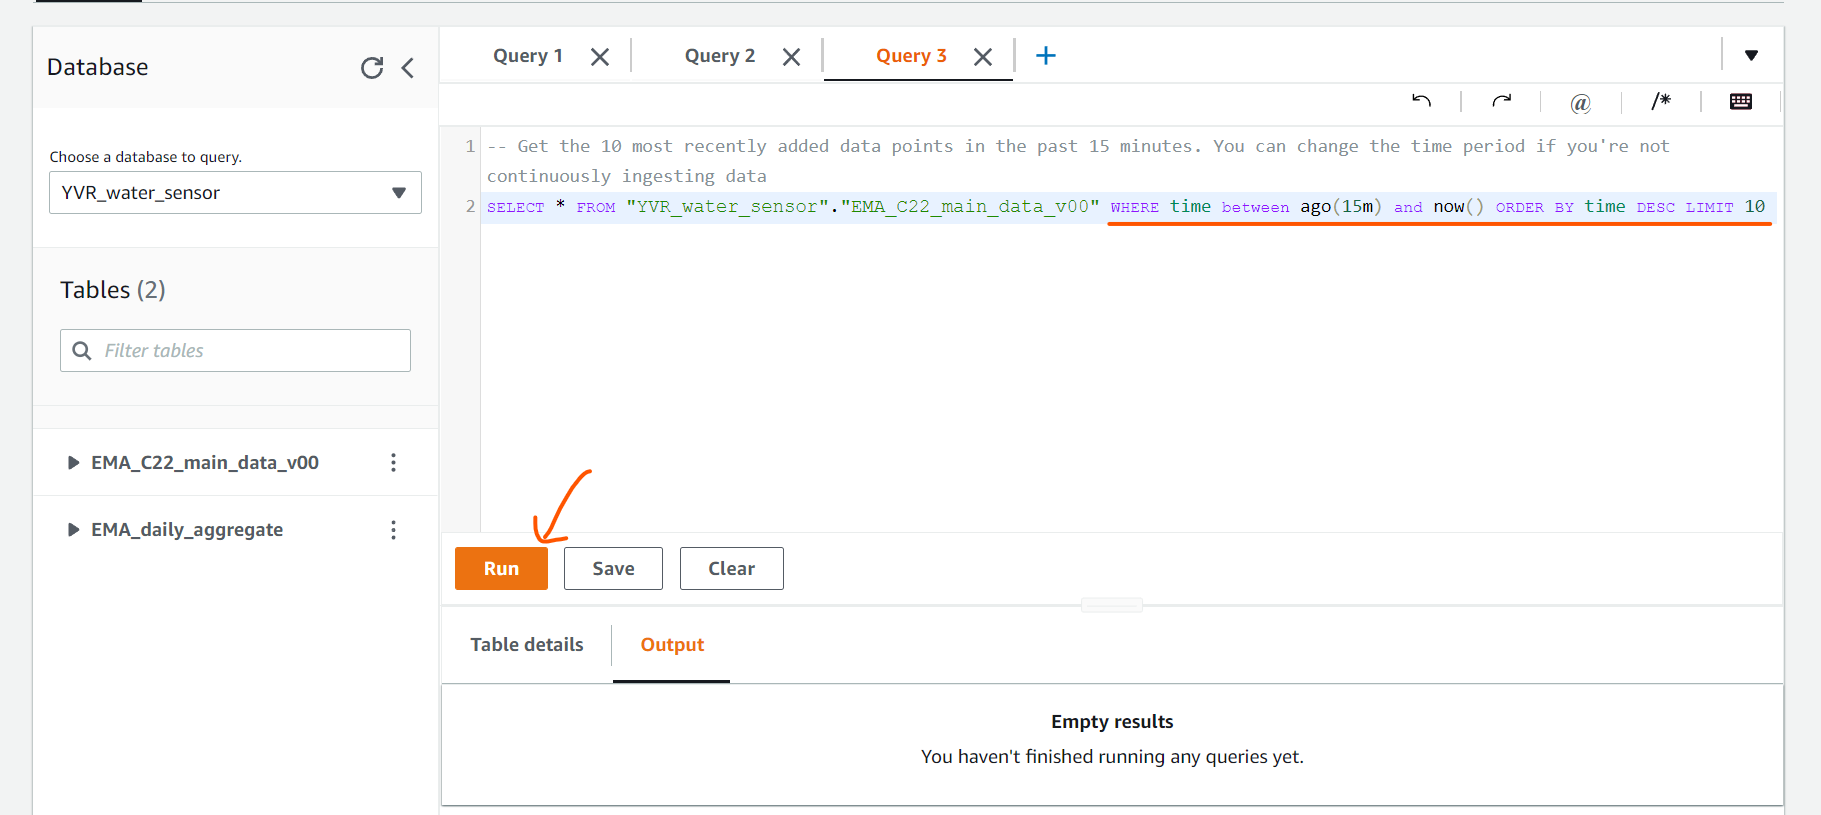 Database
Choose a database to query.
YVR_water_sensor
Tables (2)
Filter tables
EMA_C22_main_data_v00
EMA_daily_aggregate
Query 1
Query 2
Query 3
@
/*
1 -- Get the 10 most recently added data points in the past 15 minutes. You can change the time period if you're not
continuously ingesting data
2 SELECT * FROM "YVR_water_sensor"."EMA_C22_main_data_v00" WHERE time between ago(15m) and now() ORDER BY time DESC LIMIT 10
Run Save Clear
Table details Output
Empty results
You haven't finished running any queries yet.